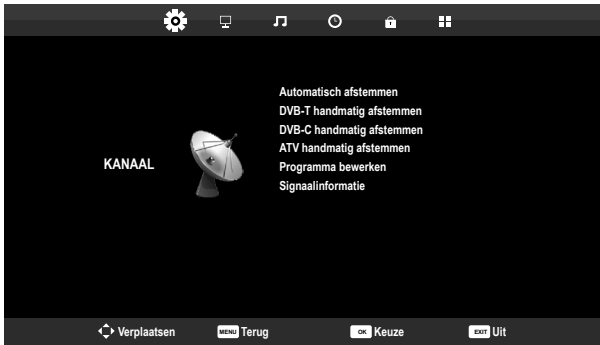 Automatisch afstemmen
DVB-T handmatig afstemmen
DVB-C handmatig afstemmen
ATV handmatig afstemmen
Programma bewerken
Signaalinformatie
KANAAL
Verplaatsen
MENU Terug
OK Keuze
EXIT Uit